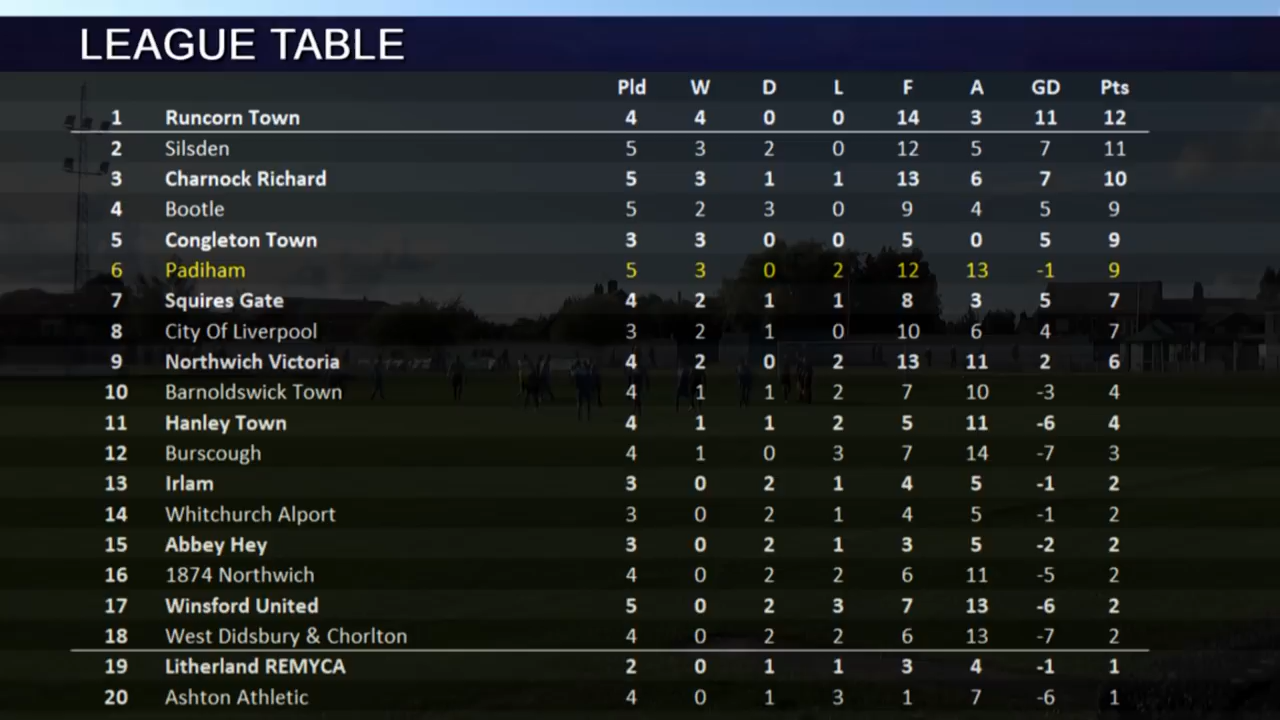 LEAGUE TABLE
Pld W D L F A GD Pts
1 Runcorn Town 4 4 0 0 14 3 11 12
2 Silsden 5 3 2 0 12 5 7 11
3 Charnock Richard 5 3 1 1 13 6 7 10
4 Bootle 5 2 3 0 9 4 5 9
5 Congleton Town 3 3 0 0 5 0 5 9
6 Padiham 5 3 0 2 12 13 -1 9
7 Squires Gate 4 2 1 1 8 3 5 7
8 City Of Liverpool 3 2 1 0 10 6 4 7
9 Northwich Victoria 4 2 0 2 13 11 2 6
10 Barnoldswick Town 4 1 1 2 7 10 -3 4
11 Hanley Town 4 1 1 2 5 11 -6 4
12 Burscough 4 1 0 3 7 14 -7 3
13 Irlam 3 0 2 1 4 5 -1 2
14 Whitchurch Alport 3 0 2 1 4 5 -1 2
15 Abbey Hey 3 0 2 1 3 5 -2 2
16 1874 Northwich 4 0 2 2 6 11 -5 2
17 Winsford United 5 0 2 3 7 13 -6 2
18 West Didsbury & Chorlton 4 0 2 2 6 13 -7 2
19 Litherland REMYCA 2 0 1 1 3 4 -1 1
20 Ashton Athletic 4 0 1 3 1 7 -6 1